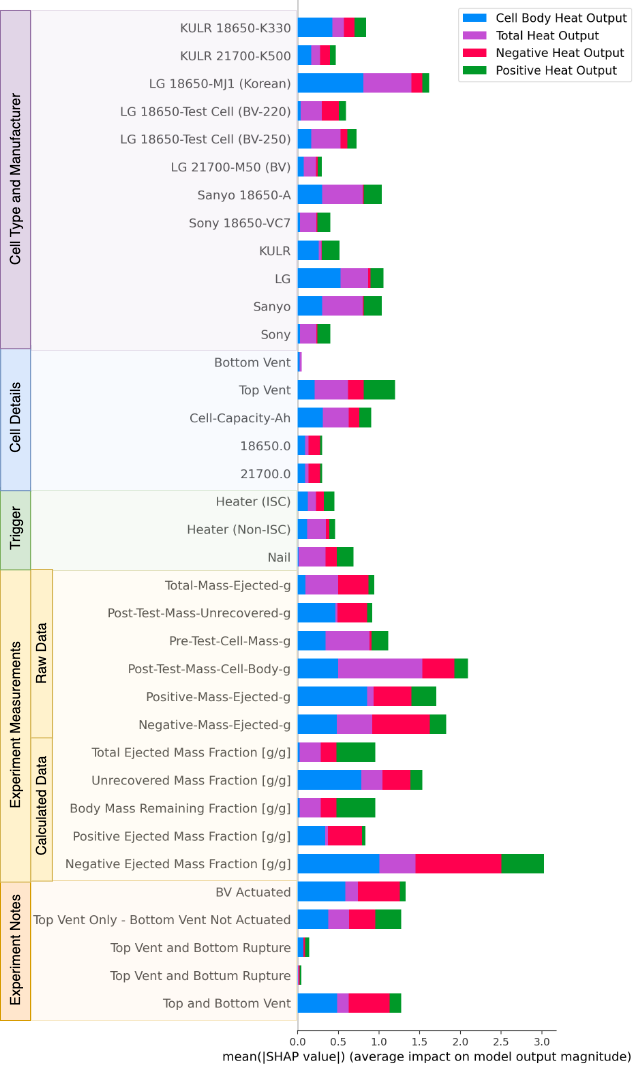 Cell Body Heat Output
Total Heat Output
Negative Heat Output
Positive Heat Output
Cell Type and Manufacturer
KULR 18650-K330
KULR 21700-K500
LG 18650-MJ1 (Korean)
LG 18650-Test Cell (BV-220)
LG 18650-Test Cell (BV-250)
LG 21700-M50 (BV)
Sanyo 18650-A
Sony 18650-VC7
KULR
LG
Sanyo
Sony
Cell Details
Bottom Vent
Top Vent
Cell-Capacity-Ah
18650.0
21700.0
Trigger
Heater (ISC)
Heater (Non-ISC)
Nail
Experiment Measurements
Raw Data
Total-Mass-Ejected-g
Post-Test-Mass-Unrecovered-g
Pre-Test-Cell-Mass-g
Post-Test-Mass-Cell-Body-g
Positive-Mass-Ejected-g
Negative-Mass-Ejected-g
Calculated Data
Total Ejected Mass Fraction [g/g]
Unrecovered Mass Fraction [g/g]
Body Mass Remaining Fraction [g/g]
Positive Ejected Mass Fraction [g/g]
Negative Ejected Mass Fraction [g/g]
Experiment Notes
BV Actuated
Top Vent Only - Bottom Vent Not Actuated
Top Vent and Bottom Rupture
Top Vent and Bottum Rupture
Top and Bottom Vent
0.0 0.5 1.0 1.5 2.0 2.5 3.0
mean(|SHAP value|) (average impact on model output magnitude)